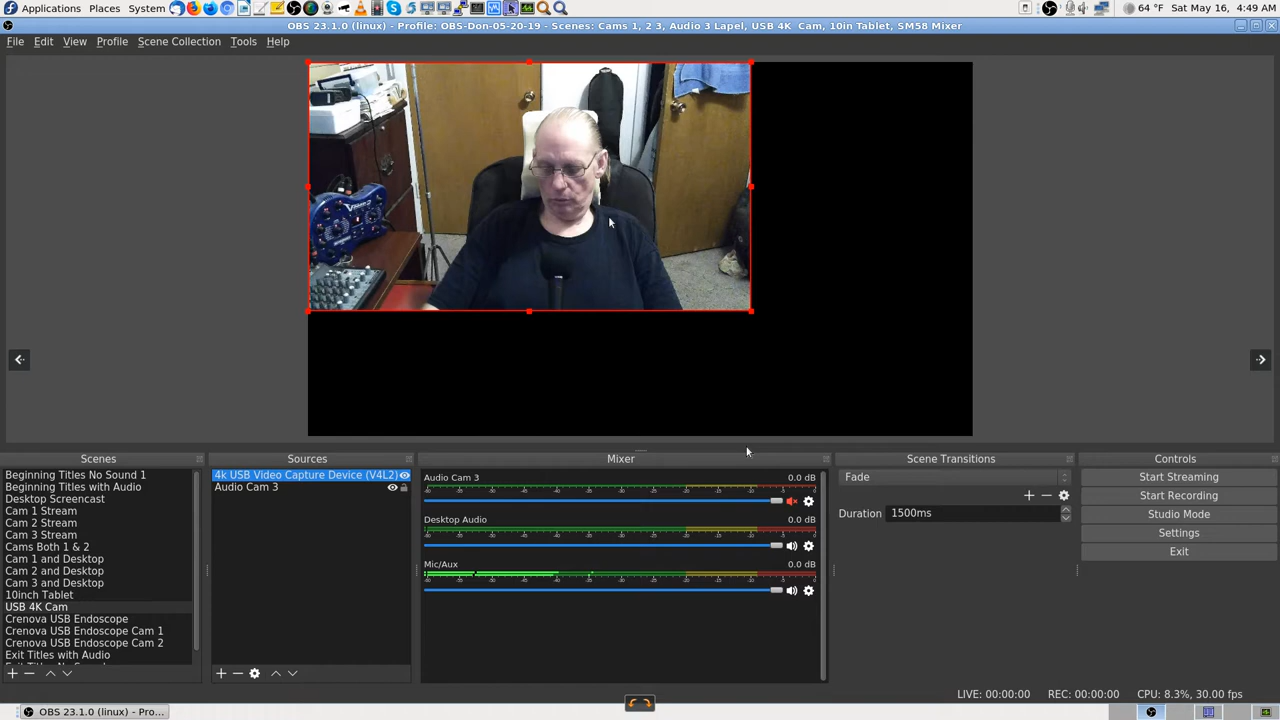 Applications Places System
64 °F Sat May 18, 4:49 AM
OBS 23.1.0 (linux) - Profile: OBS-Don-05-20-19 - Scenes: Cams 1, 2 3, Audio 3 Lapel, USB 4K Cam, 10in Tablet, SM58 Mixer
File Edit View Profile Scene Collection Tools Help
Scenes
Beginning Titles No Sound 1
Beginning Titles with Audio
Desktop Screencast
Cam 1 Stream
Cam 2 Stream
Cam 3 Stream
Cams Both 1 & 2
Cam 1 and Desktop
Cam 2 and Desktop
Cam 3 and Desktop
10inch Tablet
USB 4K Cam
Crenova USB Endoscope
Crenova USB Endoscope Cam 1
Crenova USB Endoscope Cam 2
Exit Titles with Audio
Sources
4k USB Video Capture Device (V4L2)
Audio Cam 3
Mixer
Audio Cam 3 0.0 dB
Desktop Audio 0.0 dB
Mic/Aux 0.0 dB
Scene Transitions
Fade
Duration 1500ms
Controls
Start Streaming
Start Recording
Studio Mode
Settings
Exit
LIVE: 00:00:00 REC: 00:00:00 CPU: 8.3%, 30.00 fps
OBS 23.1.0 (linux) - Pro...